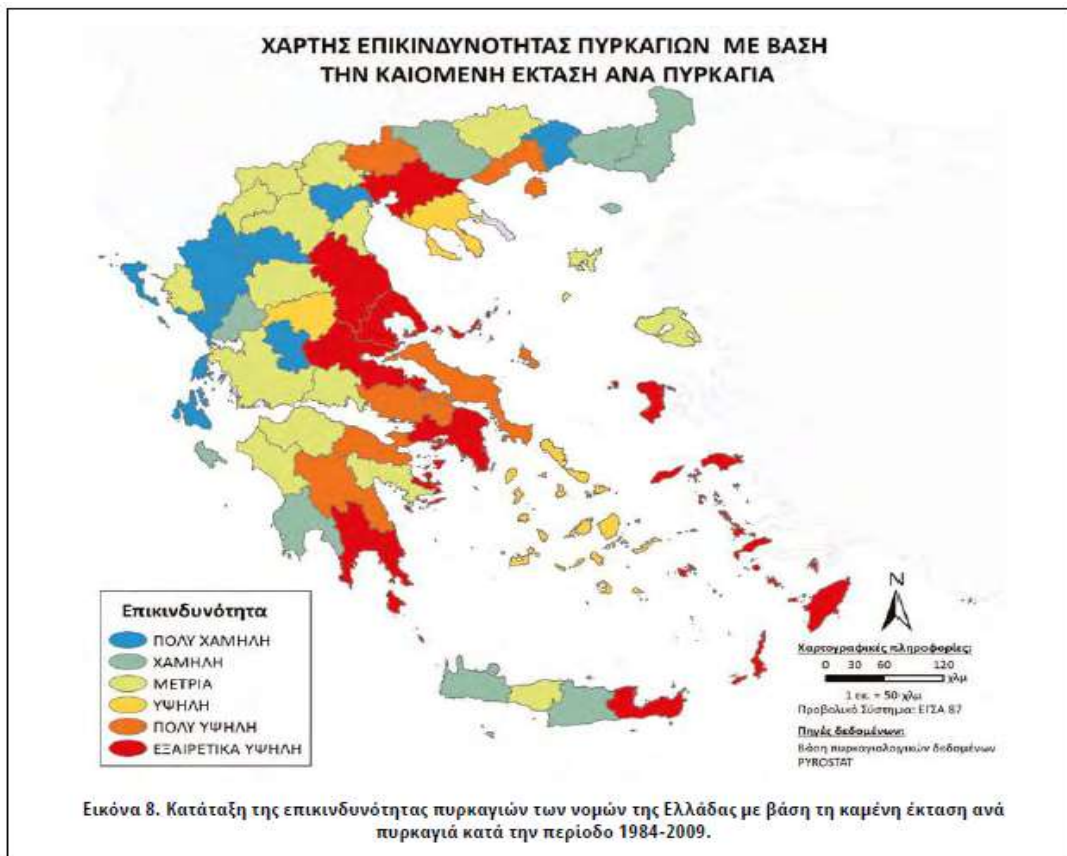 ΧΑΡΤΗΣ ΕΠΙΚΙΝΔΥΝΟΤΗΤΑΣ ΠΥΡΚΑΓΙΩΝ ΜΕ ΒΑΣΗ
ΤΗΝ ΚΑΙΟΜΕΝΗ ΕΚΤΑΣΗ ΑΝΑ ΠΥΡΚΑΓΙΑ
Επικινδυνότητα
ΠΟΛΥ ΧΑΜΗΛΗ
ΧΑΜΗΛΗ
ΜΕΤΡΙΑ
ΥΨΗΛΗ
ΠΟΛΥ ΥΨΗΛΗ
ΕΞΑΙΡΕΤΙΚΑ ΥΨΗΛΗ
N
Χαρτογραφικές πληροφορίες:
0 30 60 120
χλμ
1 εκ. = 50 χλμ
Προβολικό Σύστημα: ΕΓΣΑ 87
Πηγές δεδομένων:
Βάση πυρκαγιολογικών δεδομένων
PYROSTAT
Εικόνα 8. Κατάταξη της επικινδυνότητας πυρκαγιών των νομών της Ελλάδας με βάση τη καμένη έκταση ανά
πυρκαγιά κατά την περίοδο 1984-2009.